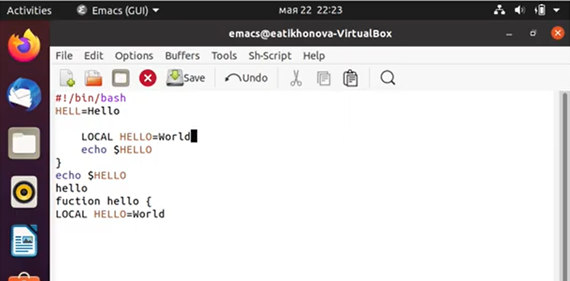 Activities Emacs (GUI) мая 22 22:23
emacs@eatikhonova-VirtualBox
File Edit Options Buffers Tools Sh-Script Help
Save Undo
#!/bin/bash
HELL=Hello
LOCAL HELLO=World
echo $HELLO
}
echo $HELLO
hello
fuction hello {
LOCAL HELLO=World